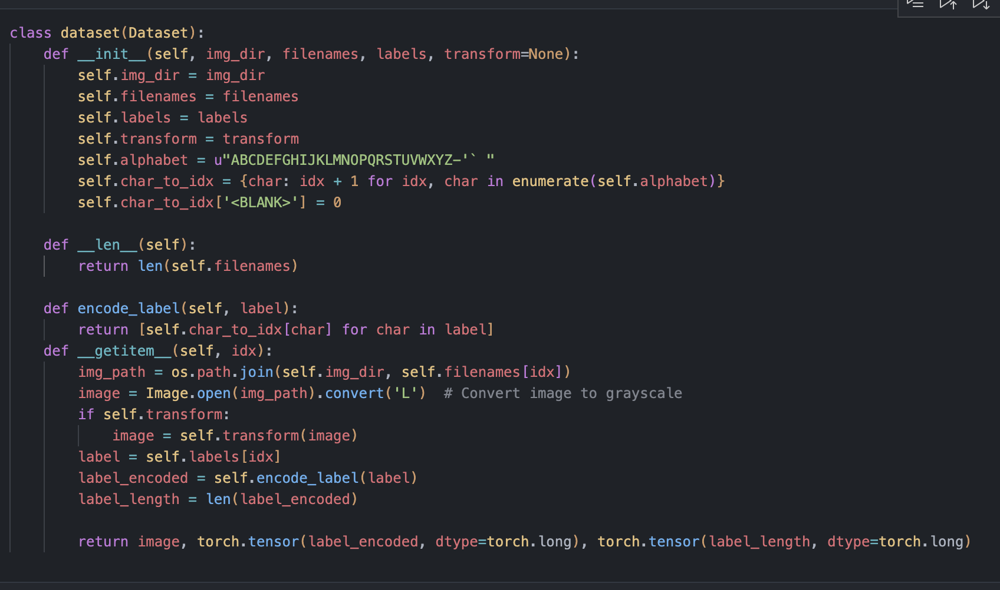 class dataset(Dataset):
    def __init__(self, img_dir, filenames, labels, transform=None):
        self.img_dir = img_dir
        self.filenames = filenames
        self.labels = labels
        self.transform = transform
        self.alphabet = u"ABCDEFGHIJKLMNOPQRSTUVWXYZ-'` "
        self.char_to_idx = {char: idx + 1 for idx, char in enumerate(self.alphabet)}
        self.char_to_idx['<BLANK>'] = 0

    def __len__(self):
        return len(self.filenames)

    def encode_label(self, label):
        return [self.char_to_idx[char] for char in label]
    def __getitem__(self, idx):
        img_path = os.path.join(self.img_dir, self.filenames[idx])
        image = Image.open(img_path).convert('L')  # Convert image to grayscale
        if self.transform:
            image = self.transform(image)
        label = self.labels[idx]
        label_encoded = self.encode_label(label)
        label_length = len(label_encoded)

        return image, torch.tensor(label_encoded, dtype=torch.long), torch.tensor(label_length, dtype=torch.long)